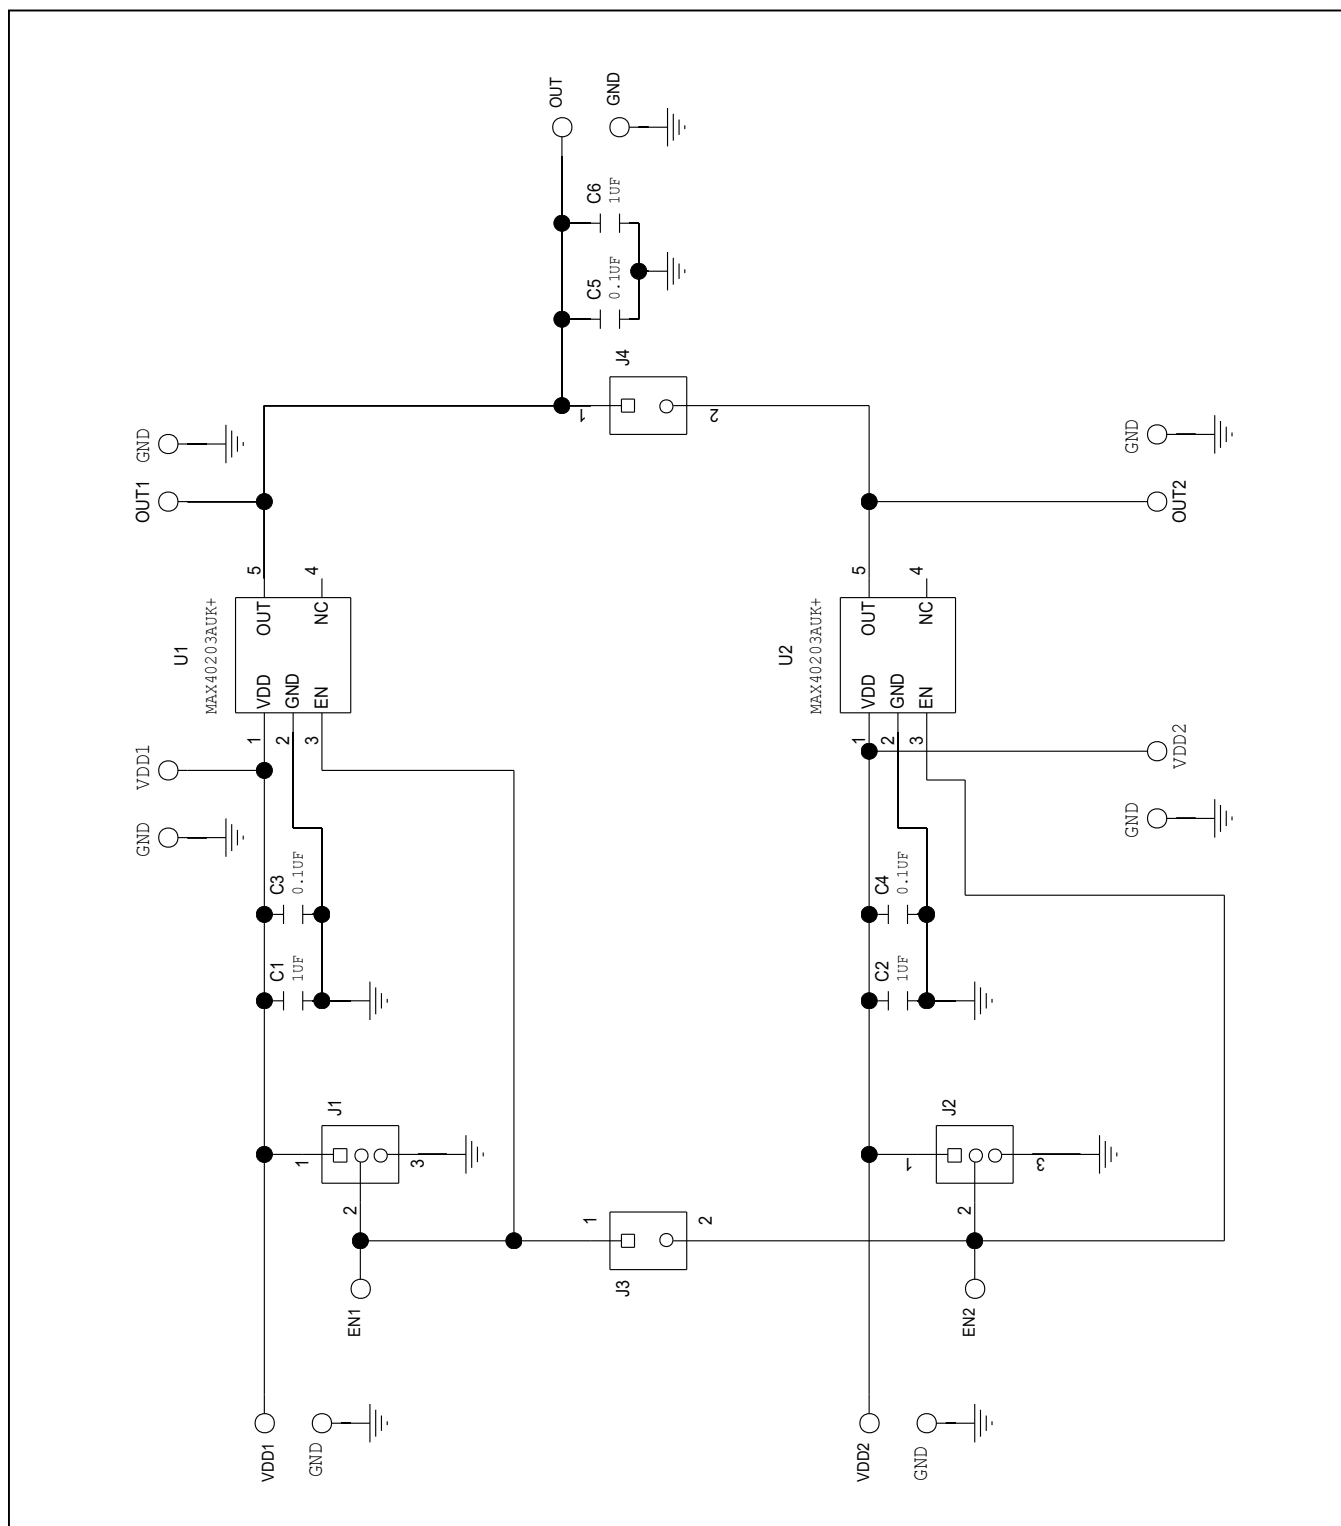 OUT
GND
C6
1UF
C5
0.1UF
J4
1
2
GND
OUT1
GND
OUT2
5
4
OUT
NC
U1
MAX40203AUK+
VDD
GND
EN
1
2
3
VDD1
GND
5
4
OUT
NC
U2
MAX40203AUK+
VDD
GND
EN
1
2
3
VDD2
GND
C3
0.1UF
C1
1UF
C4
0.1UF
C2
1UF
J1
1
3
2
J2
1
3
2
1
2
J3
EN1
EN2
VDD1
GND
VDD2
GND